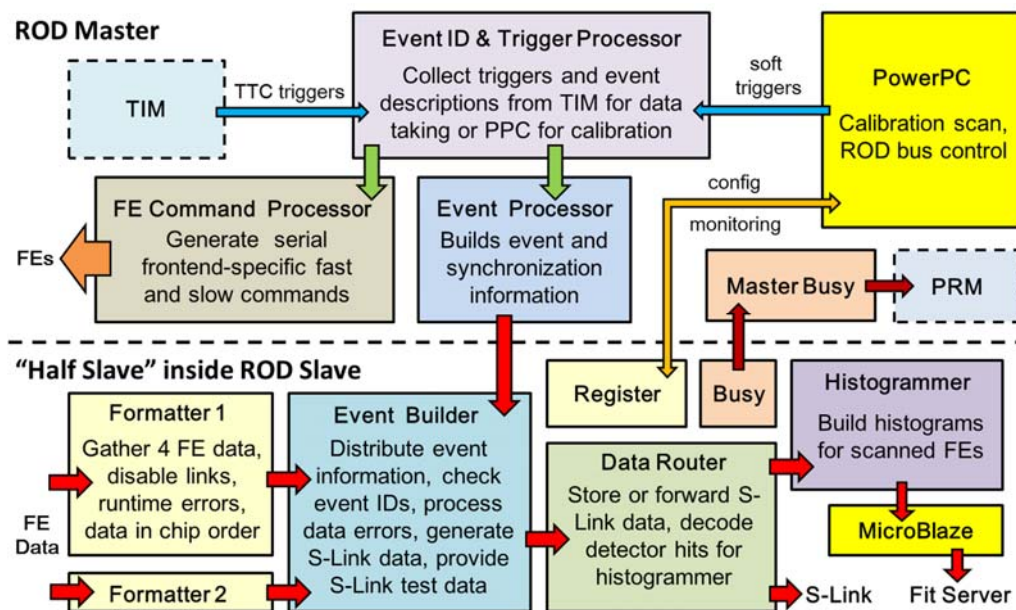 ROD Master
TIM
TTC triggers
Event ID & Trigger Processor
Collect triggers and event
descriptions from TIM for data
taking or PPC for calibration
soft
triggers
PowerPC
Calibration scan,
ROD bus control
FEs
FE Command Processor
Generate serial
frontend-specific fast
and slow commands
Event Processor
Builds event and
synchronization
information
config
monitoring
Master Busy
PRM
“Half Slave” inside ROD Slave
Formatter 1
Gather 4 FE data,
disable links,
runtime errors,
data in chip order
FE
Data
Formatter 2
Event Builder
Distribute event
information, check
event IDs, process
data errors, generate
S-Link data, provide
S-Link test data
Register
Busy
Data Router
Store or forward S-
Link data, decode
detector hits for
histogrammer
Histogrammer
Build histograms
for scanned FEs
MicroBlaze
S-Link
Fit Server